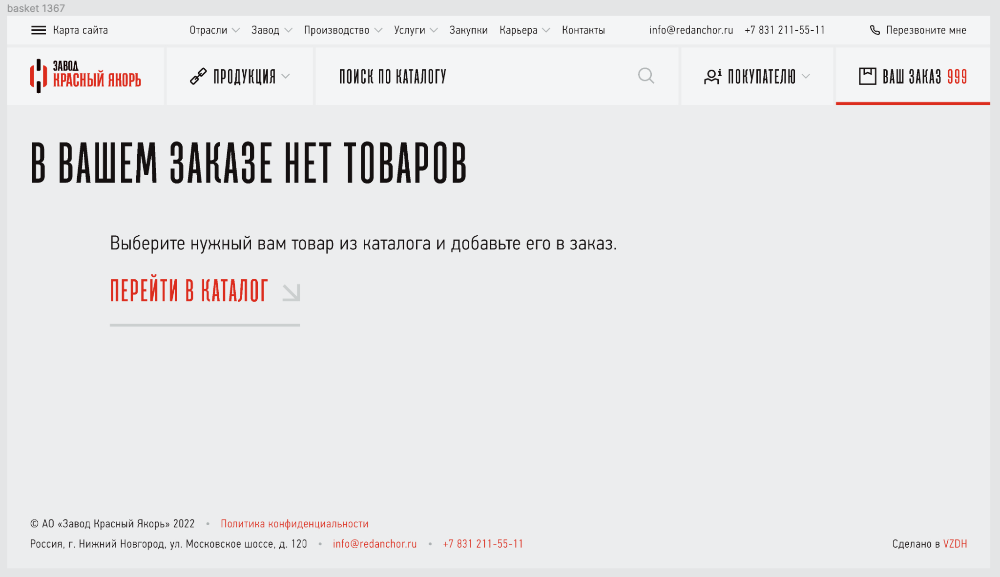 basket 1367
Карта сайта Отрасли Завод Производство Услуги Закупки Карьера Контакты info@redanchor.ru +7 831 211-55-11 Перезвоните мне
ЗАВОД
КРАСНЫЙ ЯКОРЬ
ПРОДУКЦИЯ ПОИСК ПО КАТАЛОГУ ПОКУПАТЕЛЮ ВАШ ЗАКАЗ 999
В ВАШЕМ ЗАКАЗЕ НЕТ ТОВАРОВ
Выберите нужный вам товар из каталога и добавьте его в заказ.
ПЕРЕЙТИ В КАТАЛОГ
© АО «Завод Красный Якорь» 2022 • Политика конфиденциальности
Россия, г. Нижний Новгород, ул. Московское шоссе, д. 120 • info@redanchor.ru • +7 831 211-55-11 Сделано в VZDH